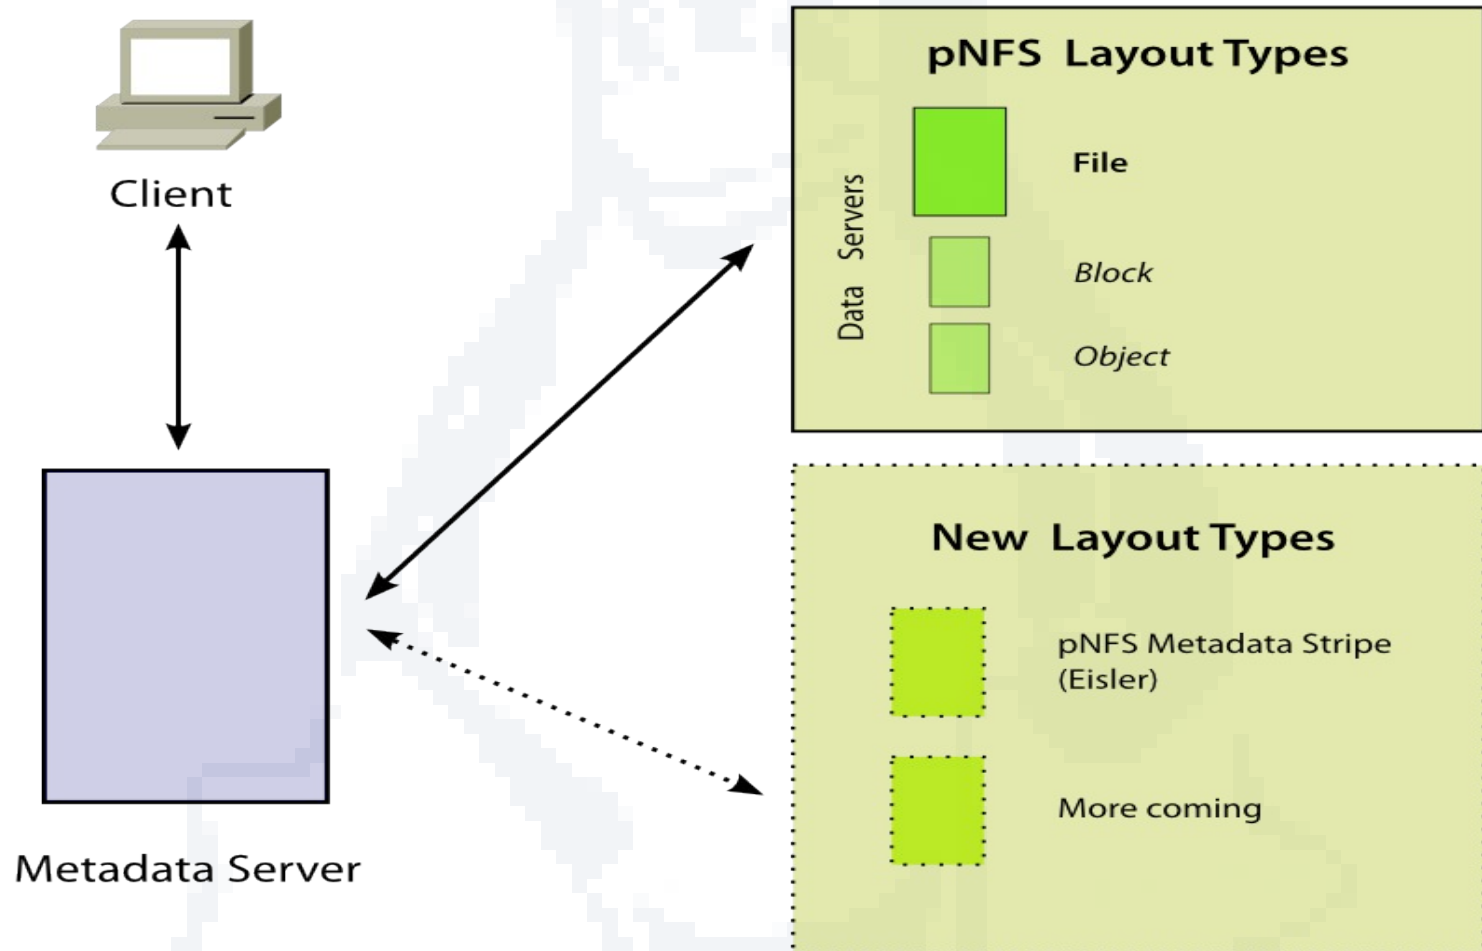 Client
Metadata Server
pNFS Layout Types
Data Servers
File
Block
Object
New Layout Types
pNFS Metadata Stripe
(Eisler)
More coming